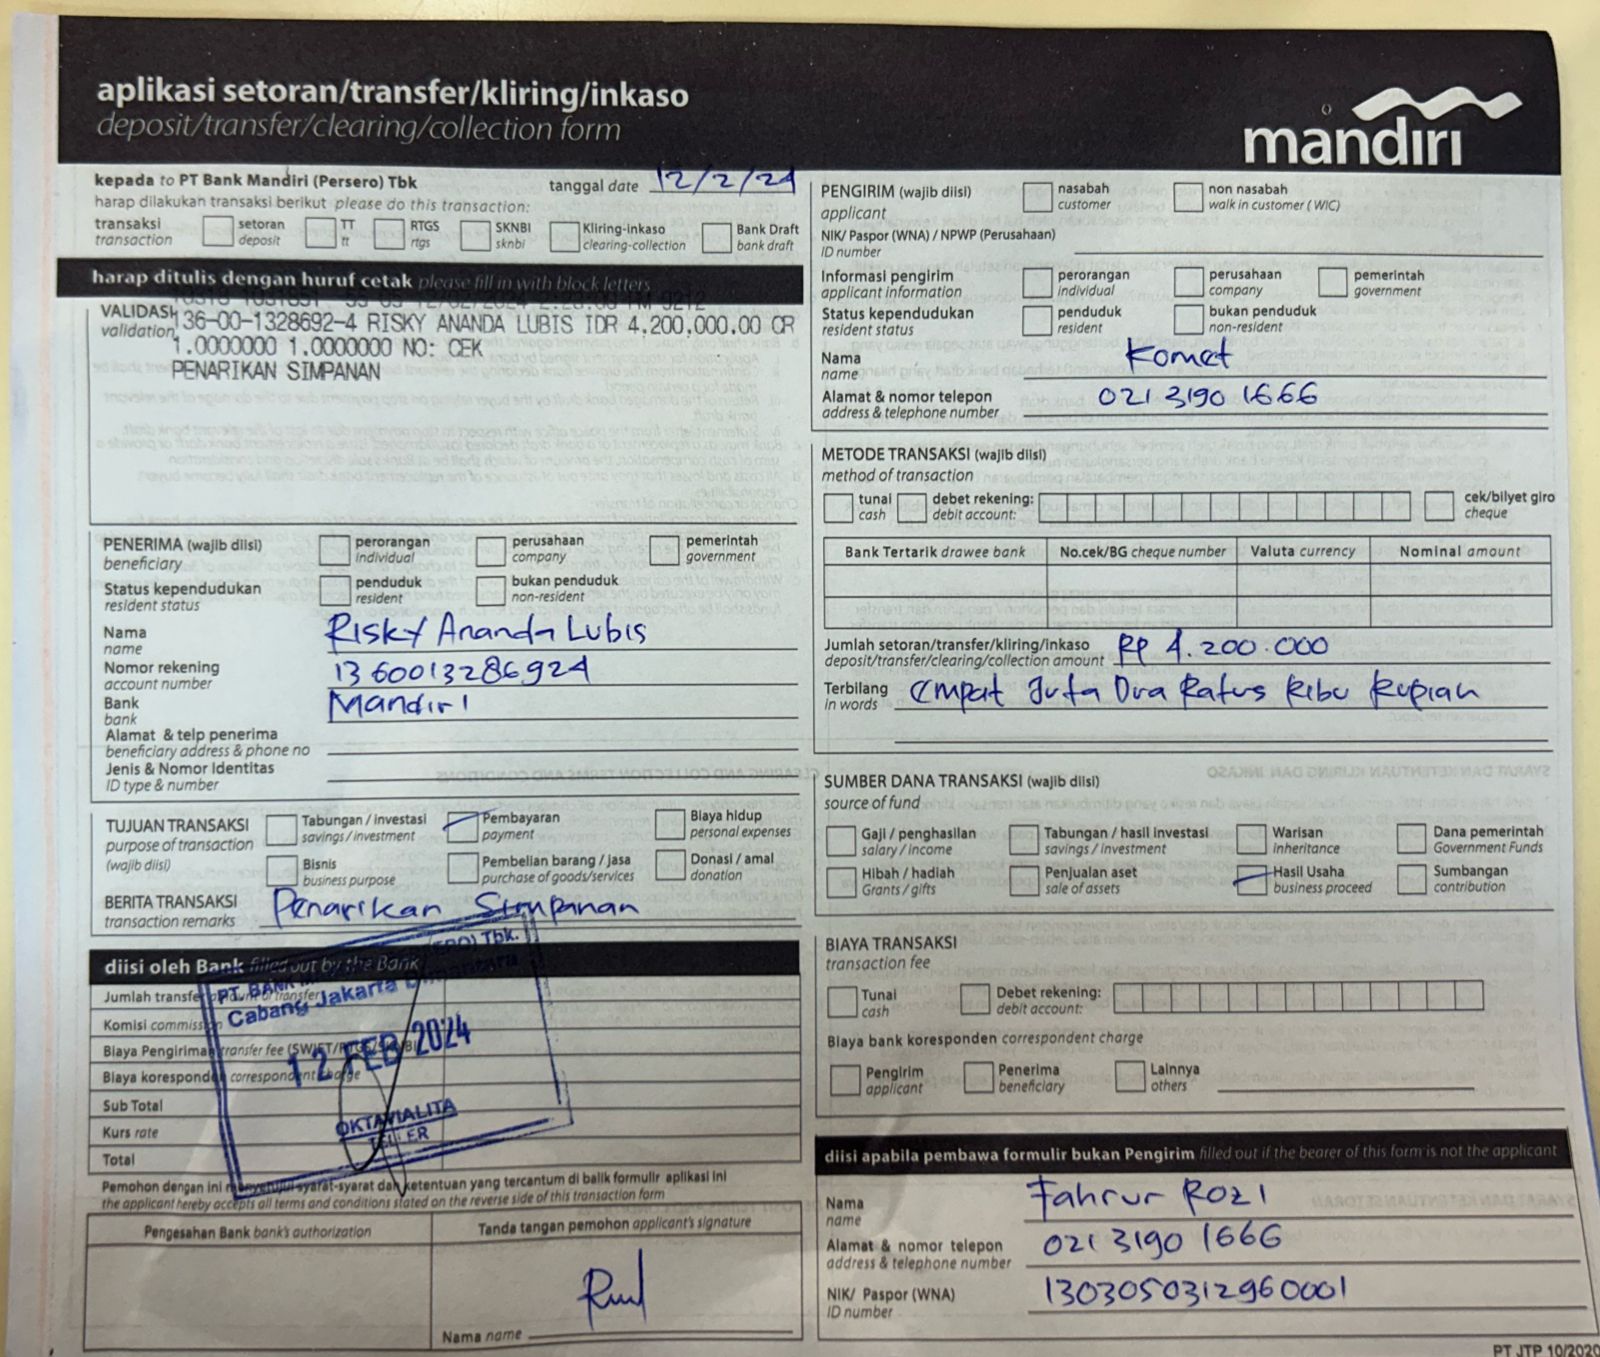 aplikasi setoran/transfer/kliring/inkaso
deposit/transfer/clearing/collection form
mandiri
kepada to PT Bank Mandiri (Persero) Tbk
tanggal date 12/2/24
harap dilakukan transaksi berikut please do this transaction:
transaksi
transaction
setoran
deposit
TT
tt
RTGS
rtgs
SKNBI
sknbi
Kliring-inkaso
clearing-collection
Bank Draft
bank draft
harap ditulis dengan huruf cetak please fill in with block letters
VALIDASI
validation
136-00-1328692-4 RISKY ANANDA LUBIS IDR 4.200.000.00 CR
1.0000000 1.0000000 NO: CEK
PENARIKAN SIMPANAN
PENERIMA (wajib diisi)
beneficiary
perorangan
individual
perusahaan
company
pemerintah
government
Status kependudukan
resident status
penduduk
resident
bukan penduduk
non-resident
Nama
name
Risky Ananda Lubis
Nomor rekening
account number
1360013286924
Bank
bank
Mandiri
Alamat & telp penerima
beneficiary address & phone no
Jenis & Nomor Identitas
ID type & number
TUJUAN TRANSAKSI
purpose of transaction
(wajib diisi)
Tabungan / investasi
savings / investment
Pembayaran
payment
Biaya hidup
personal expenses
Bisnis
business purpose
Pembelian barang / jasa
purchase of goods/services
Donasi / amal
donation
BERITA TRANSAKSI
transaction remarks
Penarikan Simpanan
diisi oleh Bank filled out by the Bank
Jumlah transfer amount of transfer
Komisi commission
Biaya Pengiriman transfer fee
Biaya koresponden correspondent charge
Sub Total
Kurs rate
Total
PT. BANK
Tbk.
Cabang Jakarta
12 FEB 2024
OKTAVIALITA
TELLER
Pemohon dengan ini menyetujui syarat-syarat dan ketentuan yang tercantum di balik formulir aplikasi ini
the applicant hereby accepts all terms and conditions stated on the reverse side of this transaction form
Pengesahan Bank bank's authorization
Tanda tangan pemohon applicant's signature
Nama name
PENGIRIM (wajib diisi)
applicant
nasabah
customer
non nasabah
walk in customer (WIC)
NIK/ Paspor (WNA) / NPWP (Perusahaan)
ID number
Informasi pengirim
applicant information
perorangan
individual
perusahaan
company
pemerintah
government
Status kependudukan
resident status
penduduk
resident
bukan penduduk
non-resident
Nama
name
Komet
Alamat & nomor telepon
address & telephone number
021 3190 1666
METODE TRANSAKSI (wajib diisi)
method of transaction
tunai
cash
debet rekening:
debit account:
cek/bilyet giro
cheque
Bank Tertarik drawee bank
No.cek/BG cheque number
Valuta currency
Nominal amount
Jumlah setoran/transfer/kliring/inkaso
deposit/transfer/clearing/collection amount
Rp 4.200.000
Terbilang
in words
Empat Juta Dua Ratus Ribu Rupiah
SUMBER DANA TRANSAKSI (wajib diisi)
source of fund
Gaji / penghasilan
salary / income
Tabungan / hasil investasi
savings / investment
Warisan
inheritance
Dana pemerintah
Government Funds
Hibah / hadiah
Grants / gifts
Penjualan aset
sale of assets
Hasil Usaha
business proceed
Sumbangan
contribution
BIAYA TRANSAKSI
transaction fee
Tunai
cash
Debet rekening:
debit account:
Biaya bank koresponden correspondent charge
Pengirim
applicant
Penerima
beneficiary
Lainnya
others
diisi apabila pembawa formulir bukan Pengirim filled out if the bearer of this form is not the applicant
Nama
name
Fahrur Rozi
Alamat & nomor telepon
address & telephone number
021 3190 1666
NIK/ Paspor (WNA)
ID number
1303050312960001
PT JTP 10/2020